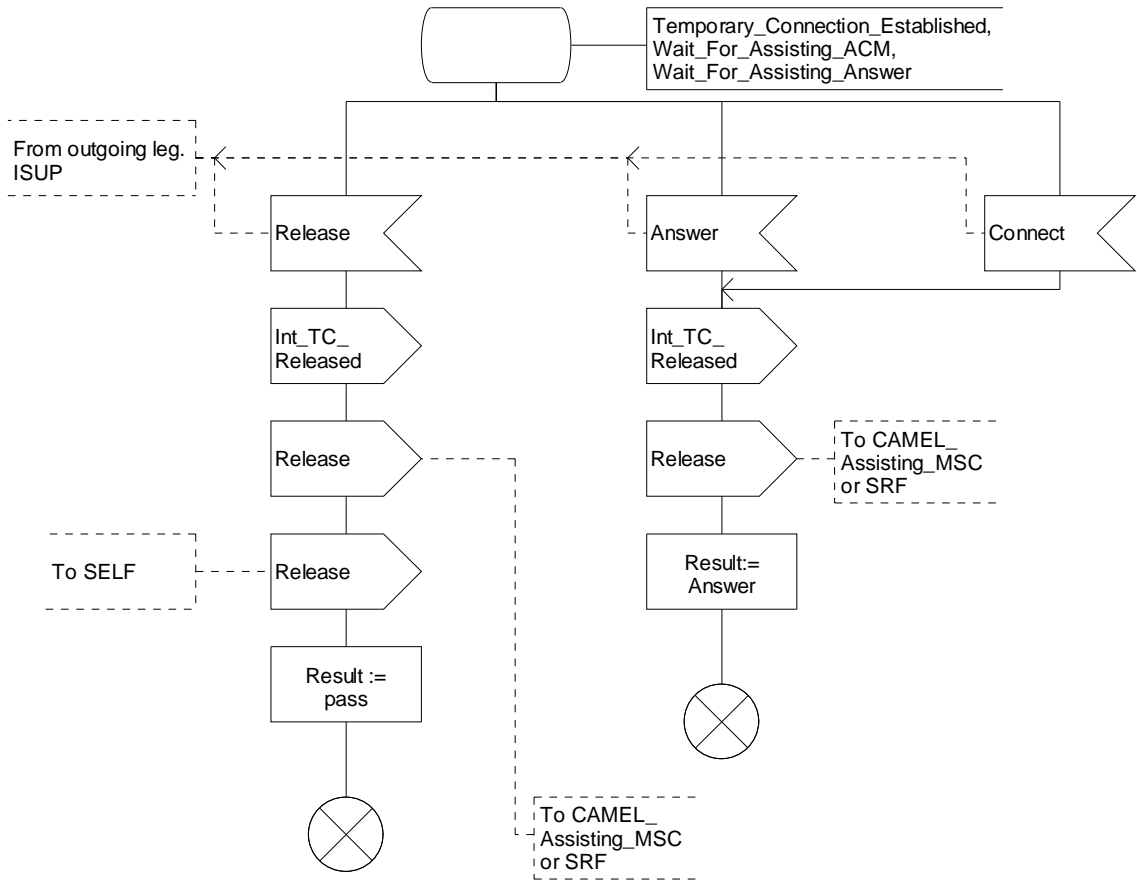 Temporary_Connection_Established,
Wait_For_Assisting_ACM,
Wait_For_Assisting_Answer
From outgoing leg.
ISUP
Release
Answer
Connect
Int_TC_
Released
Int_TC_
Released
Release
Release
To CAMEL_
Assisting_MSC
or SRF
To SELF
Release
Result:=
Answer
Result :=
pass
To CAMEL_
Assisting_MSC
or SRF